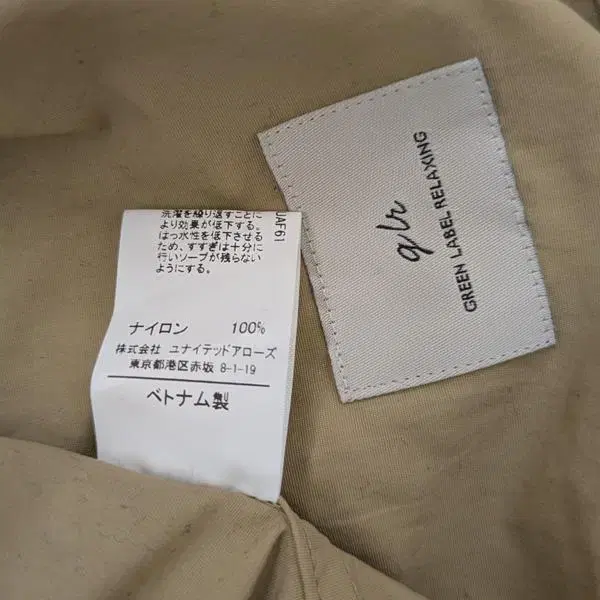 洗濯を繰り返すごとに
より効果が低下する。
はっ水性を低下させる
ため、すすぎは十分に
行いソープが残らない
ようにする。
UAF61
ナイロン 100%
株式会社 ユナイテッドアローズ
東京都港区赤坂 8-1-19
ベトナム製
glr
GREEN LABEL RELAXING